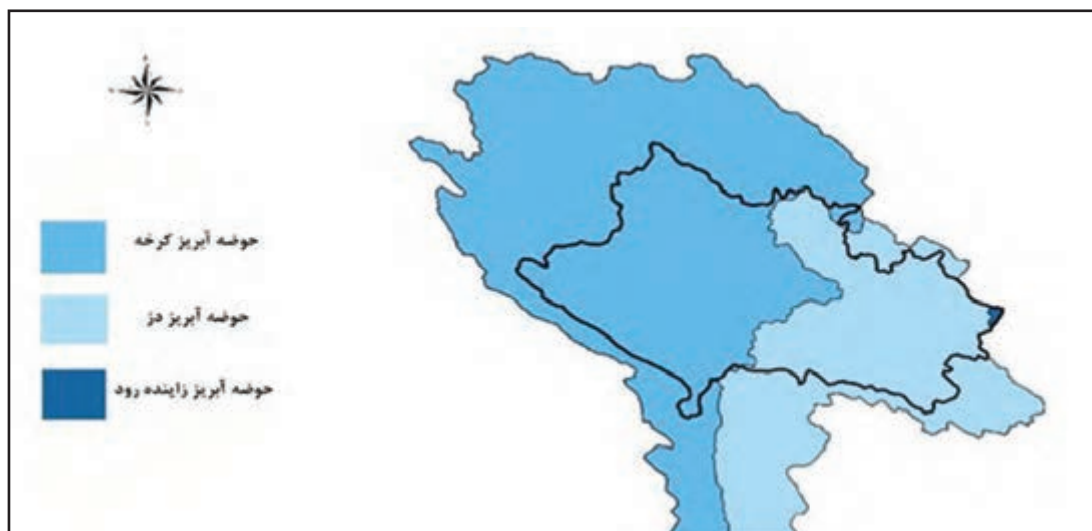 حوضه آبریز کرخه
حوضه آبریز دز
حوضه آبریز زاینده رود